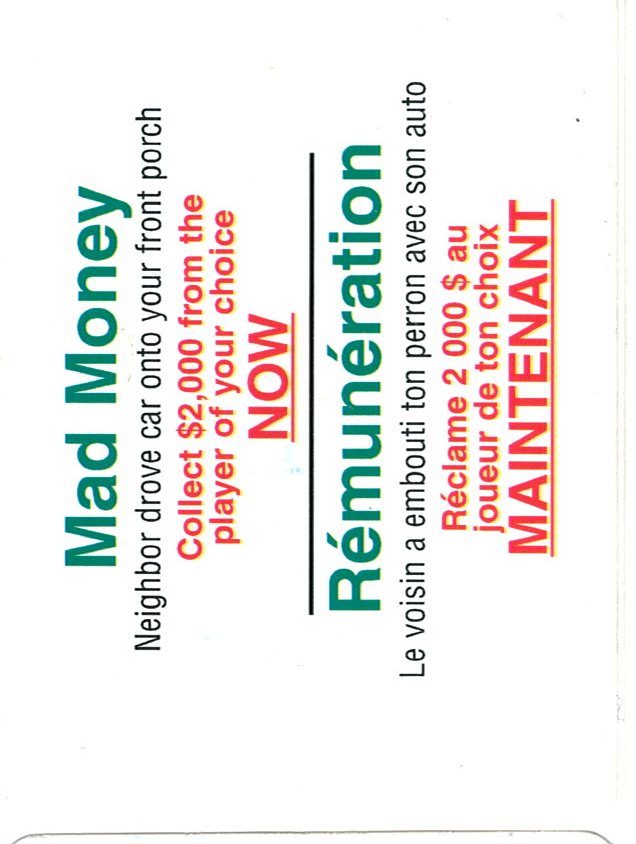 Mad Money
Neighbor drove car onto your front porch
Collect $2,000 from the
player of your choice
NOW
Rémunération
Le voisin a embouti ton perron avec son auto
Réclame 2 000 $ au
joueur de ton choix
MAINTENANT